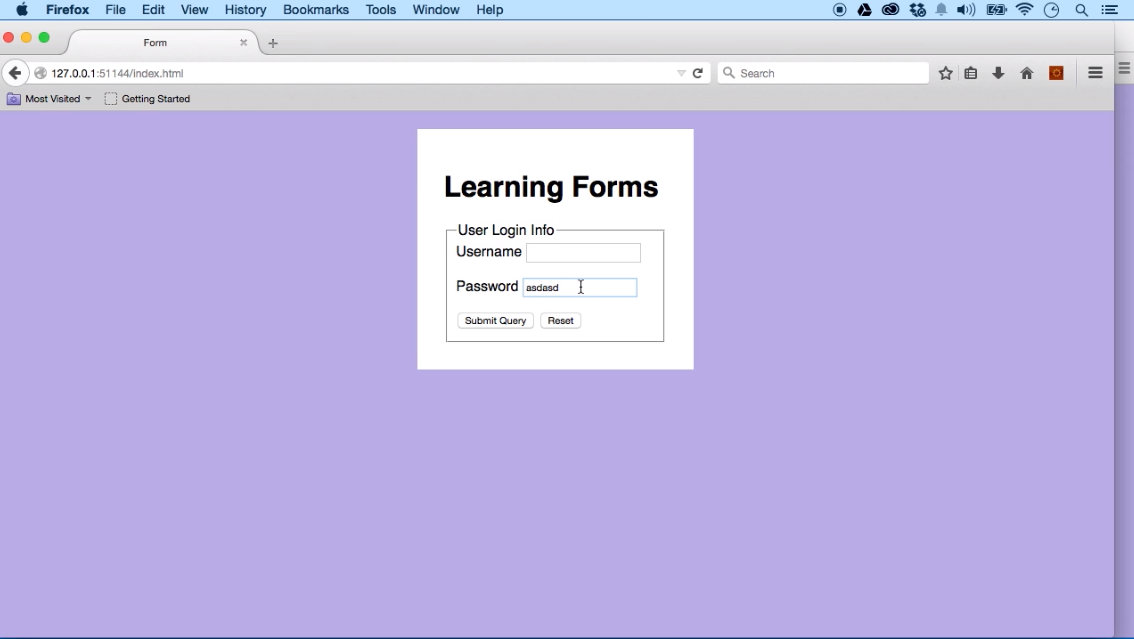 Firefox File Edit View History Bookmarks Tools Window Help
Form
127.0.0.1:51144/index.html
Search
Most Visited Getting Started
Learning Forms
User Login Info
Username
Password asdasd
Submit Query Reset